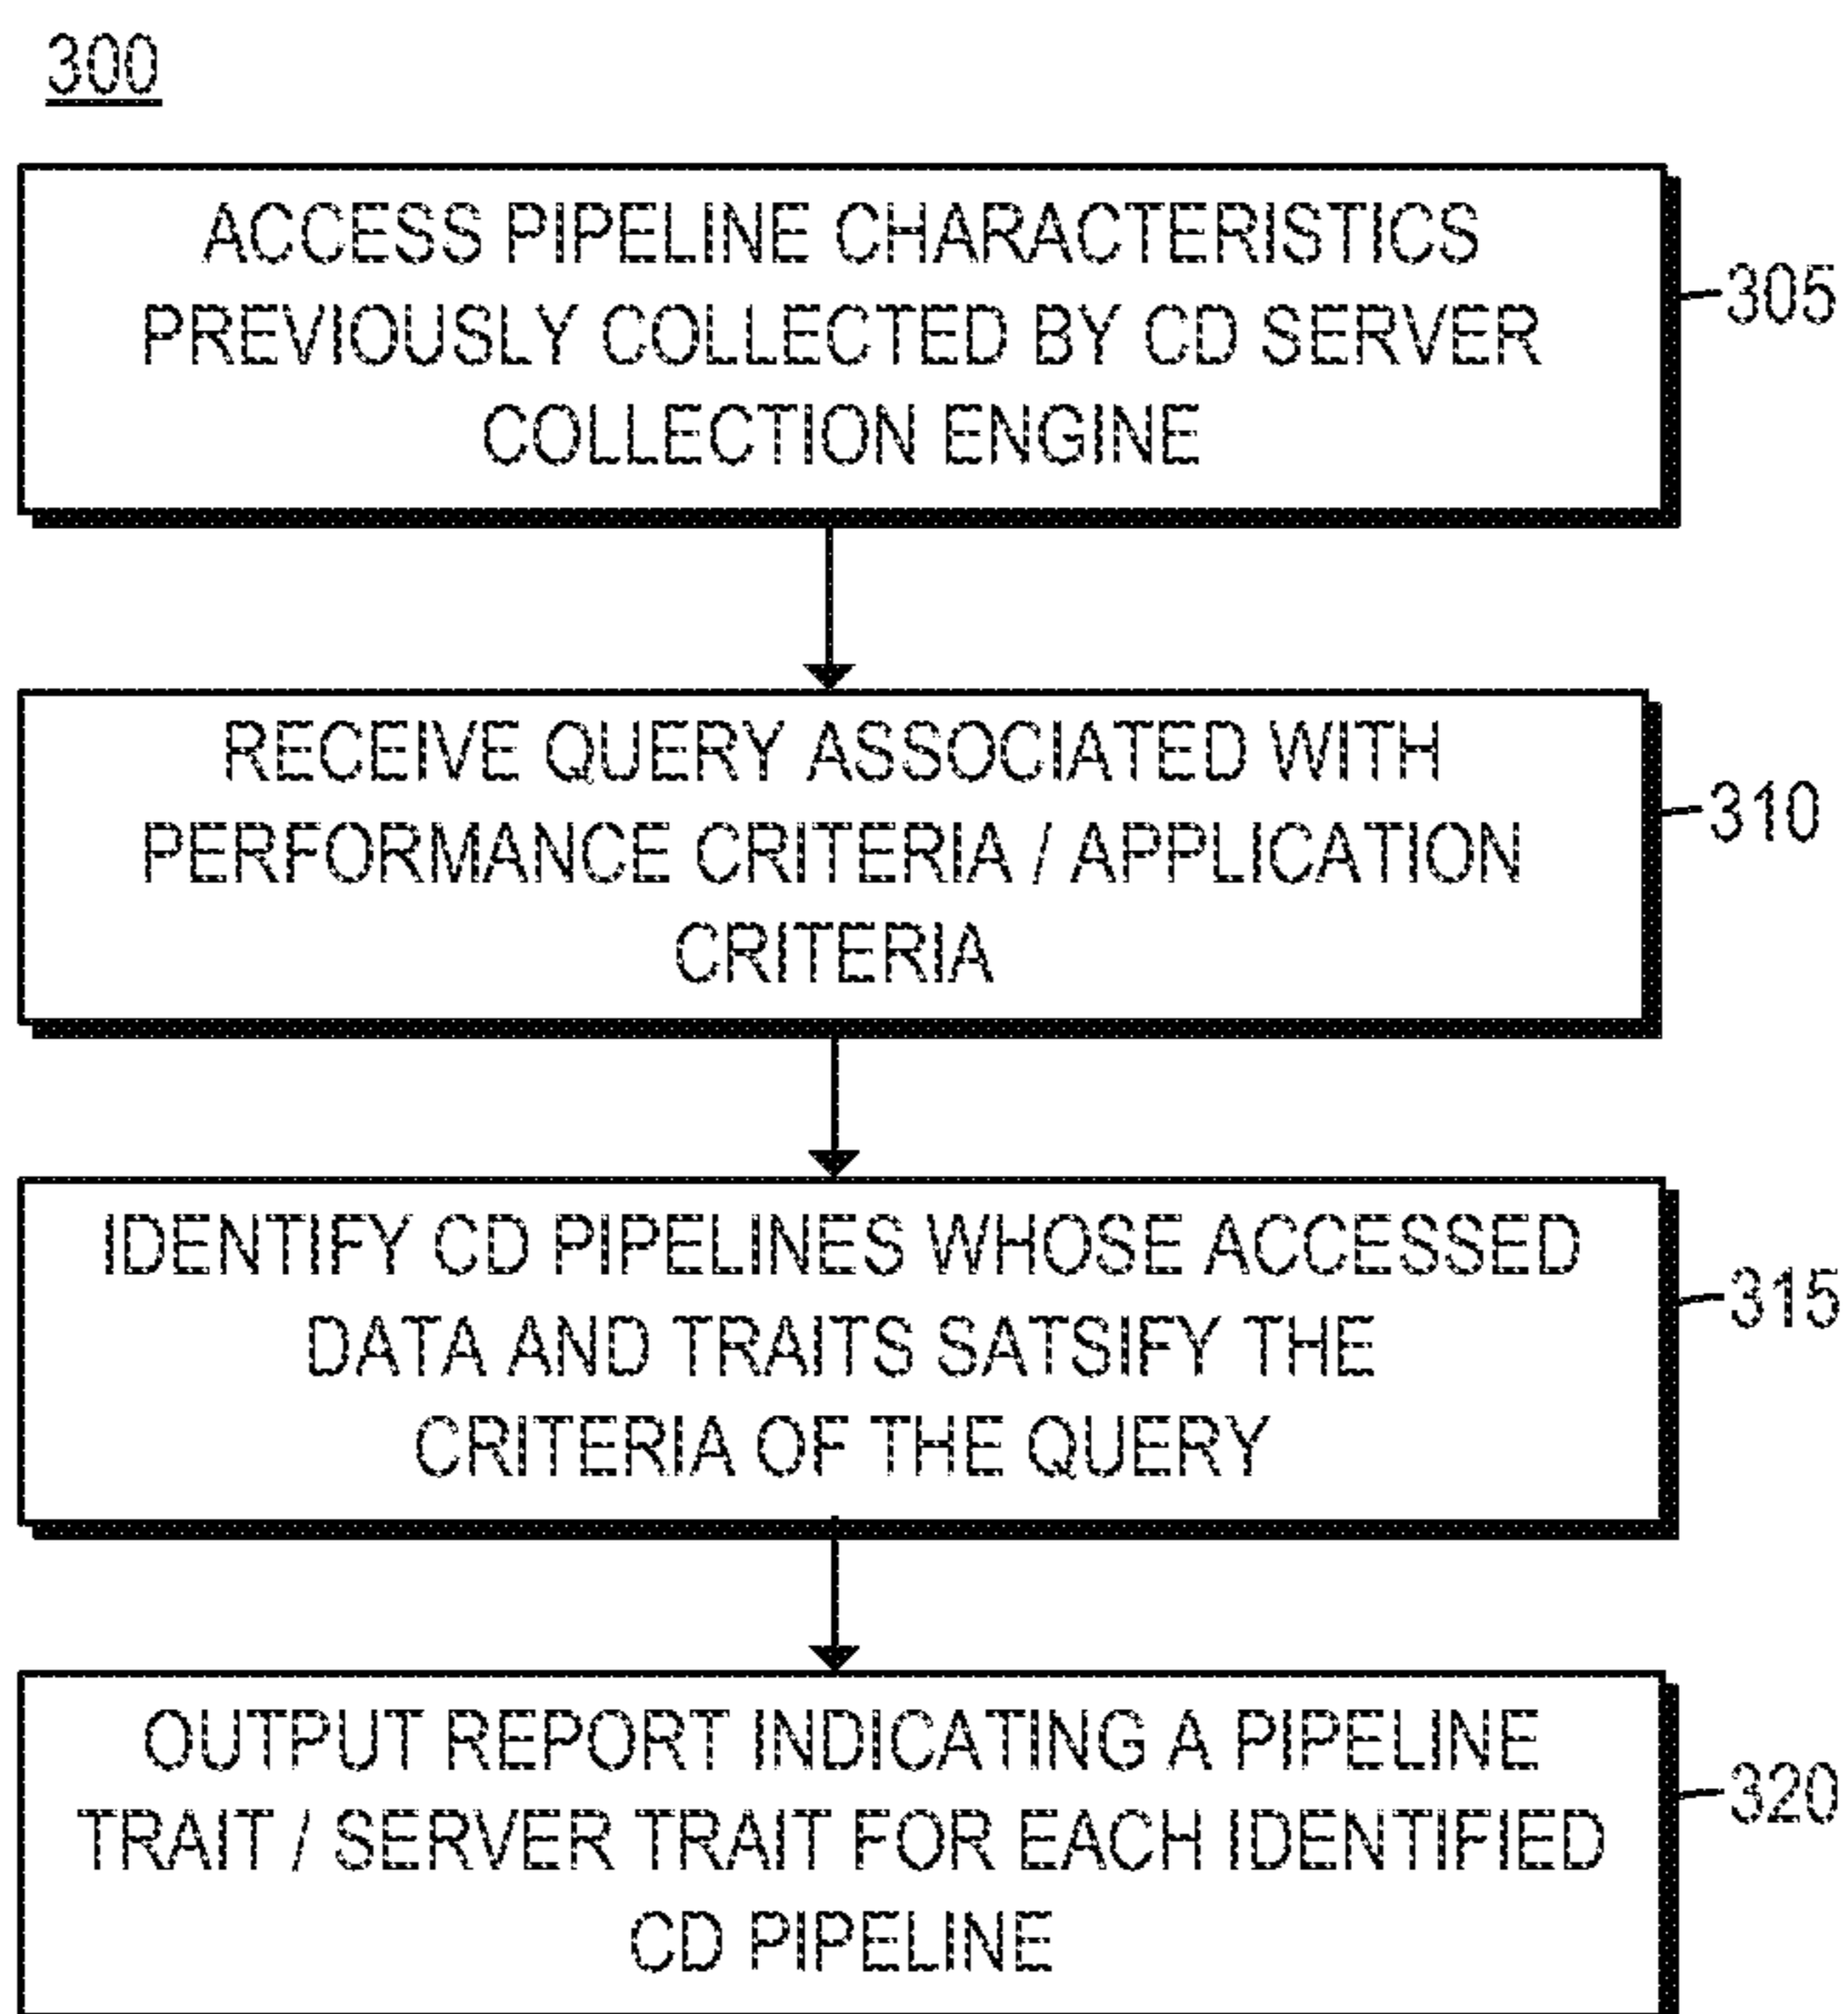 300
ACCESS PIPELINE CHARACTERISTICS
PREVIOUSLY COLLECTED BY CD SERVER
COLLECTION ENGINE
305
RECEIVE QUERY ASSOCIATED WITH
PERFORMANCE CRITERIA / APPLICATION
CRITERIA
310
IDENTIFY CD PIPELINES WHOSE ACCESSED
DATA AND TRAITS SATSIFY THE
CRITERIA OF THE QUERY
315
OUTPUT REPORT INDICATING A PIPELINE
TRAIT / SERVER TRAIT FOR EACH IDENTIFIED
CD PIPELINE
320